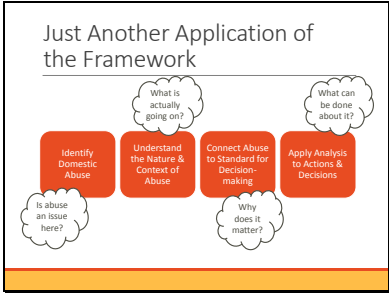 Just Another Application of
the Framework
What is
actually
going on?
What can
be done
about it?
Identify
Domestic
Abuse
Understand
the Nature &
Context of
Abuse
Connect Abuse
to Standard for
Decision-
making
Apply Analysis
to Actions &
Decisions
Is abuse
an issue
here?
Why
does it
matter?